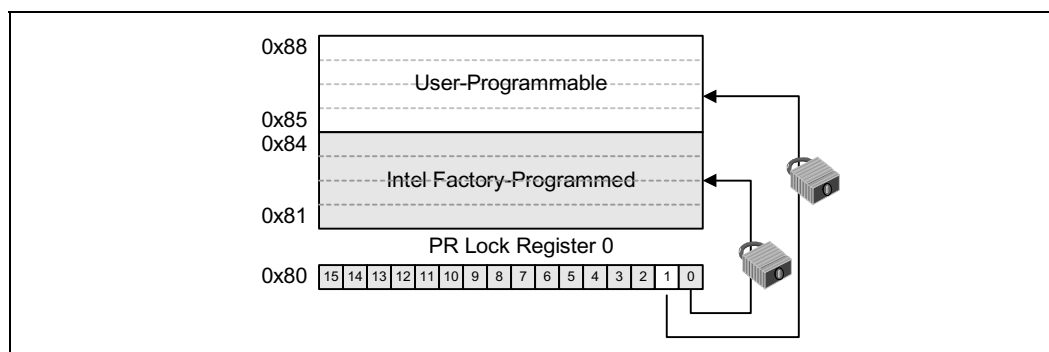 0x88
User-Programmable
0x85
0x84
Intel Factory-Programmed
0x81
PR Lock Register 0
0x80 15 14 13 12 11 10 9 8 7 6 5 4 3 2 1 0